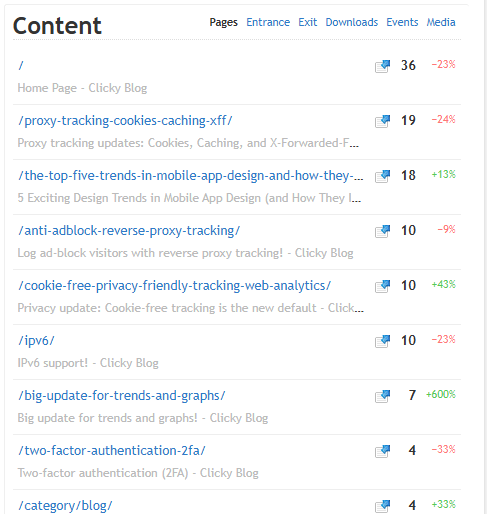 Content Pages Entrance Exit Downloads Events Media
/ 36 −23%
Home Page - Clicky Blog
/proxy-tracking-cookies-caching-xff/ 19 −24%
Proxy tracking updates: Cookies, Caching, and X-Forwarded-F...
/the-top-five-trends-in-mobile-app-design-and-how-they-... 18 +13%
5 Exciting Design Trends in Mobile App Design (and How They I...
/anti-adblock-reverse-proxy-tracking/ 10 −9%
Log ad-block visitors with reverse proxy tracking! - Clicky Blog
/cookie-free-privacy-friendly-tracking-web-analytics/ 10 +43%
Privacy update: Cookie-free tracking is the new default - Click...
/ipv6/ 10 −23%
IPv6 support! - Clicky Blog
/big-update-for-trends-and-graphs/ 7 +600%
Big update for trends and graphs! - Clicky Blog
/two-factor-authentication-2fa/ 4 −33%
Two-factor authentication (2FA) - Clicky Blog
/category/blog/ 4 +33%